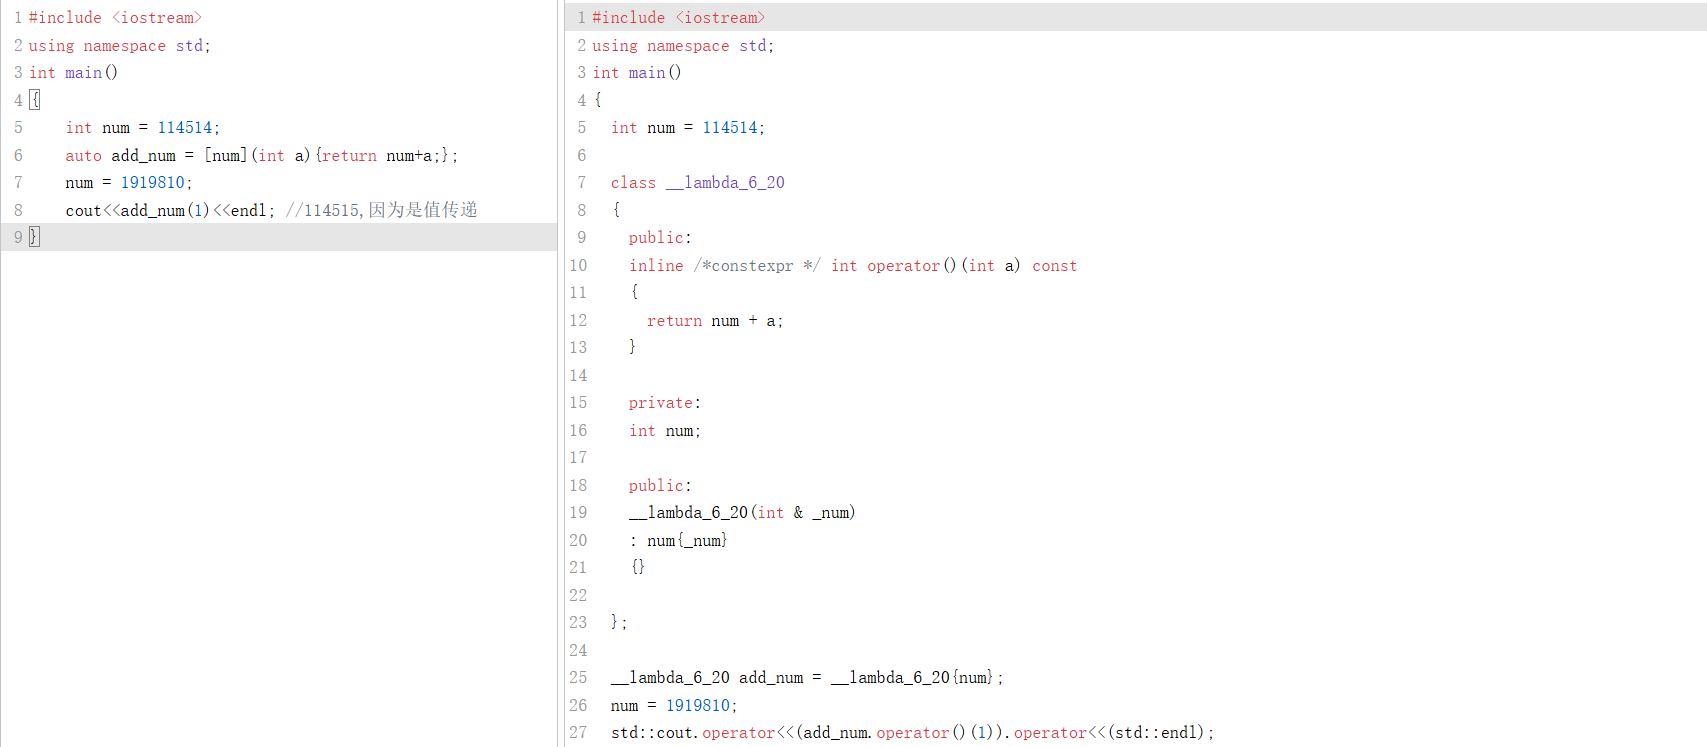 1 #include <iostream>
2 using namespace std;
3 int main()
4 {
5     int num = 114514;
6     auto add_num = [num](int a){return num+a;};
7     num = 1919810;
8     cout<<add_num(1)<<endl; //114515,因为是值传递
9 }
1 #include <iostream>
2 using namespace std;
3 int main()
4 {
5   int num = 114514;
6
7   class __lambda_6_20
8   {
9     public:
10     inline /*constexpr */ int operator()(int a) const
11     {
12       return num + a;
13     }
14
15     private:
16     int num;
17
18     public:
19     __lambda_6_20(int & _num)
20     : num{_num}
21     {}
22
23   };
24
25   __lambda_6_20 add_num = __lambda_6_20{num};
26   num = 1919810;
27   std::cout.operator<<(add_num.operator()(1)).operator<<(std::endl);